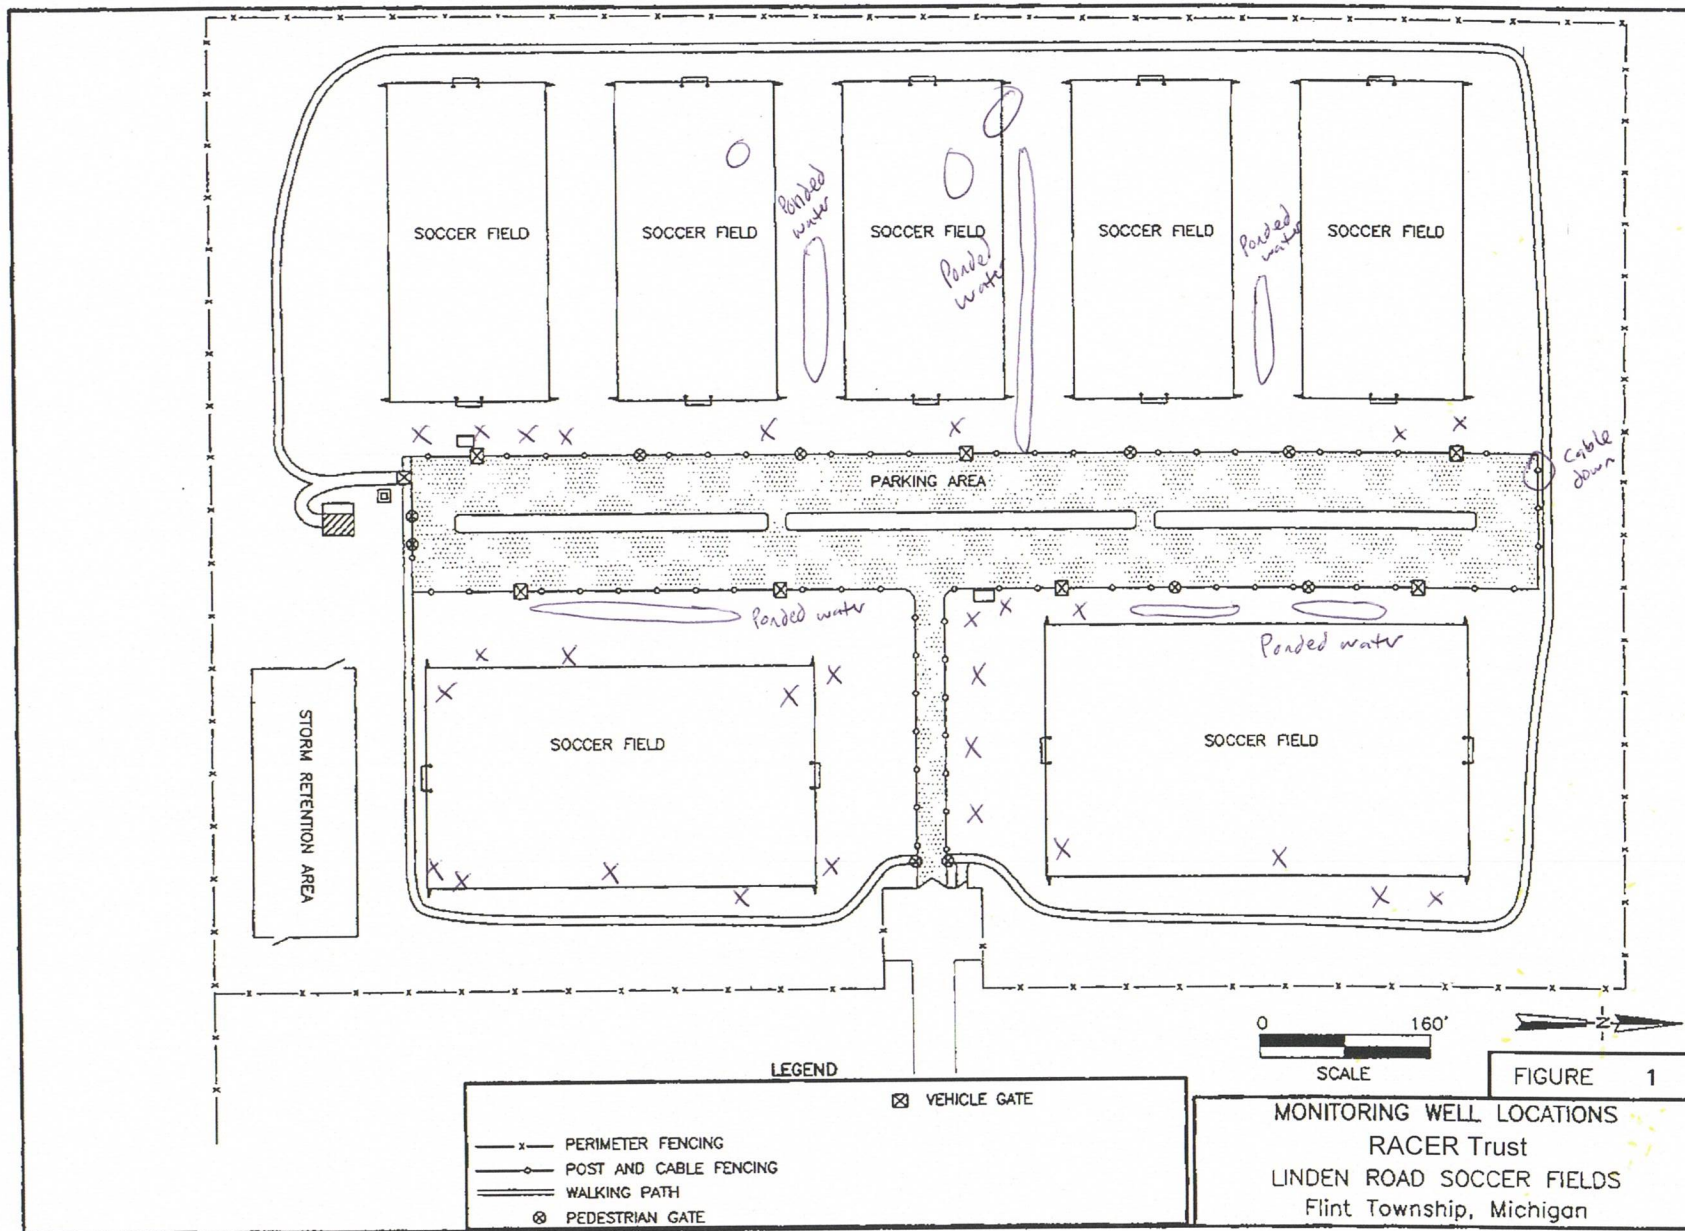 SOCCER FIELD
SOCCER FIELD
SOCCER FIELD
SOCCER FIELD
SOCCER FIELD
Ponded
water
Ponded
water
Ponded
water
Cable
down
PARKING AREA
Ponded water
Ponded water
SOCCER FIELD
SOCCER FIELD
STORM RETENTION AREA
0 160'
SCALE
N
LEGEND
VEHICLE GATE
PERIMETER FENCING
POST AND CABLE FENCING
WALKING PATH
PEDESTRIAN GATE
FIGURE 1
MONITORING WELL LOCATIONS
RACER Trust
LINDEN ROAD SOCCER FIELDS
Flint Township, Michigan